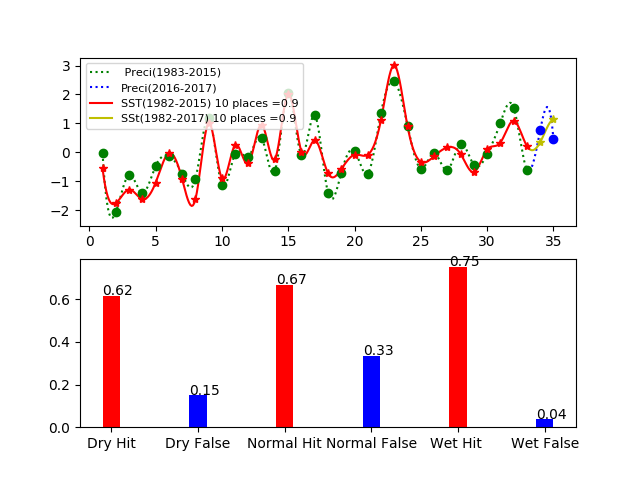 3
2
1
0
−1
−2
Preci(1983-2015)
Preci(2016-2017)
SST(1982-2015) 10 places =0.9
SSt(1982-2017) 10 places =0.9
0 5 10 15 20 25 30 35
0.6
0.4
0.2
0.0
0.62
0.15
0.67
0.33
0.75
0.04
Dry Hit Dry False Normal Hit Normal False Wet Hit Wet False